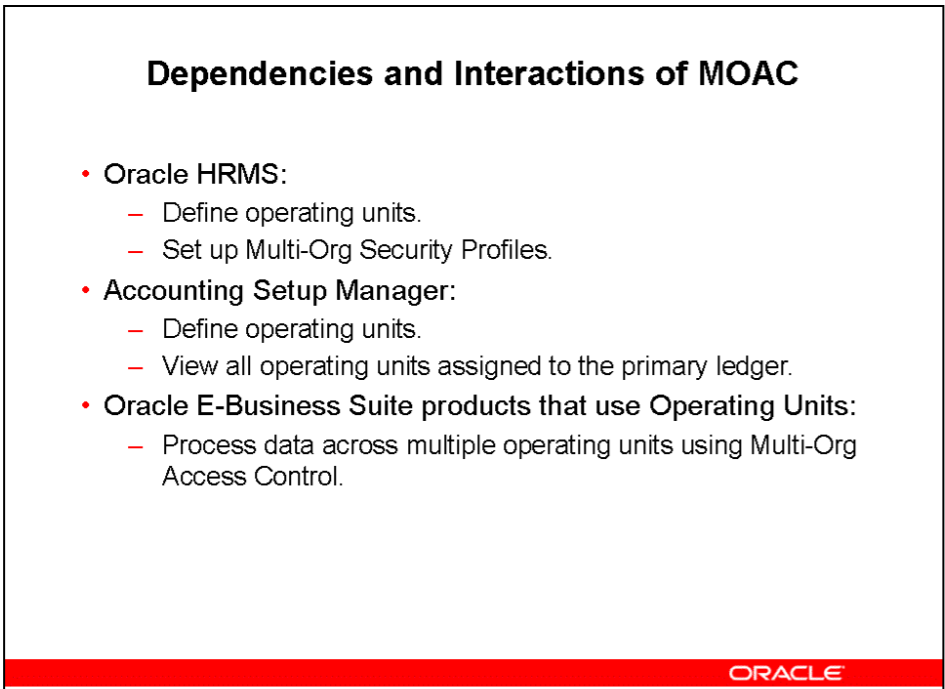 Dependencies and Interactions of MOAC
• Oracle HRMS:
– Define operating units.
– Set up Multi-Org Security Profiles.
• Accounting Setup Manager:
– Define operating units.
– View all operating units assigned to the primary ledger.
• Oracle E-Business Suite products that use Operating Units:
– Process data across multiple operating units using Multi-Org
Access Control.
ORACLE